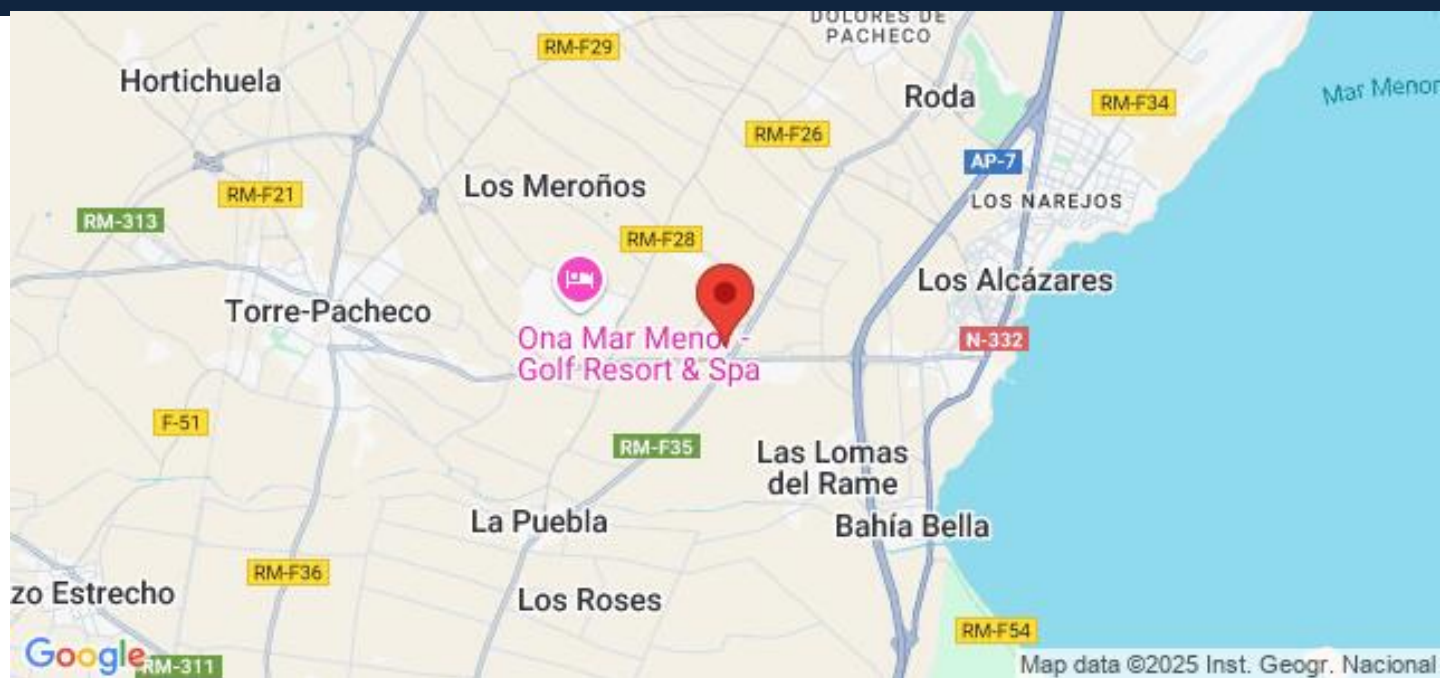 DOLORES DE
PACHECO
RM-F29
Hortichuela
Roda
RM-F34
Mar Menor
RM-F26
AP-7
RM-F21
Los Meroños
LOS NAREJOS
RM-313
RM-F28
Los Alcázares
Torre-Pacheco
Ona Mar Menor -
Golf Resort & Spa
N-332
F-51
RM-F35
Las Lomas
del Rame
La Puebla
Bahía Bella
RM-F36
zo Estrecho
Los Roses
RM-F54
Google
RM-311
Map data ©2025 Inst. Geogr. Nacional